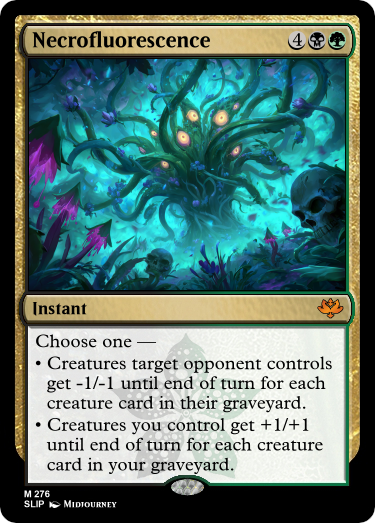 Necrofluorescence 4
Instant
Choose one —
• Creatures target opponent controls
get -1/-1 until end of turn for each
creature card in their graveyard.
• Creatures you control get +1/+1
until end of turn for each creature
card in your graveyard.
M 276
SLIP Midjourney